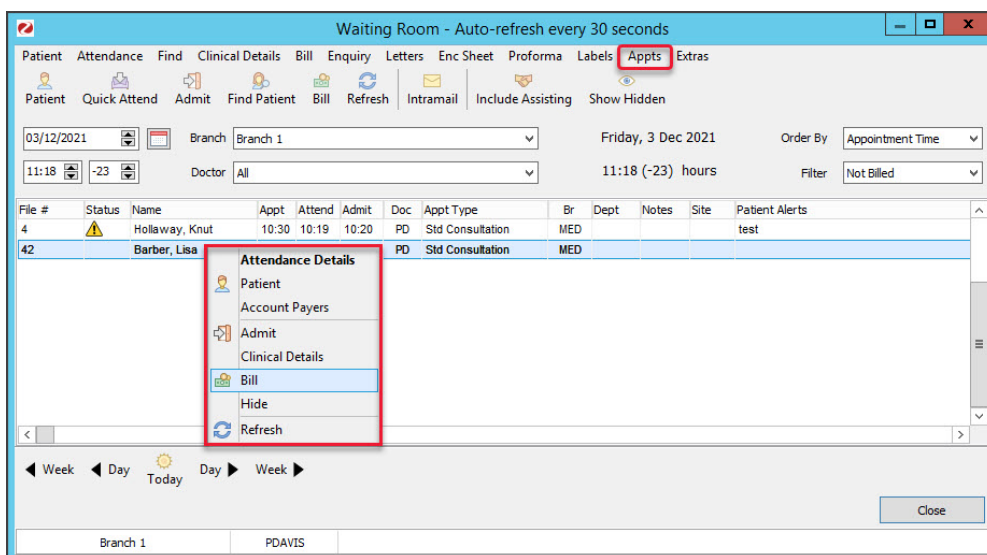 Waiting Room - Auto-refresh every 30 seconds
Patient Attendance Find Clinical Details Bill Enquiry Letters Enc Sheet Proforma Labels Appts Extras
Patient Quick Attend Admit Find Patient Bill Refresh Intramail Include Assisting Show Hidden
03/12/2021 Branch Branch 1 Friday, 3 Dec 2021 Order By Appointment Time
11:18 -23 Doctor All 11:18 (-23) hours Filter Not Billed
File # Status Name Appt Attend Admit Doc Appt Type Br Dept Notes Site Patient Alerts
4 Hollaway, Knut 10:30 10:19 10:20 PD Std Consultation MED test
42 Barber, Lisa PD Std Consultation MED
Attendance Details
Patient
Account Payers
Admit
Clinical Details
Bill
Hide
Refresh
Week Day Today Day Week
Close
Branch 1 PDAVIS